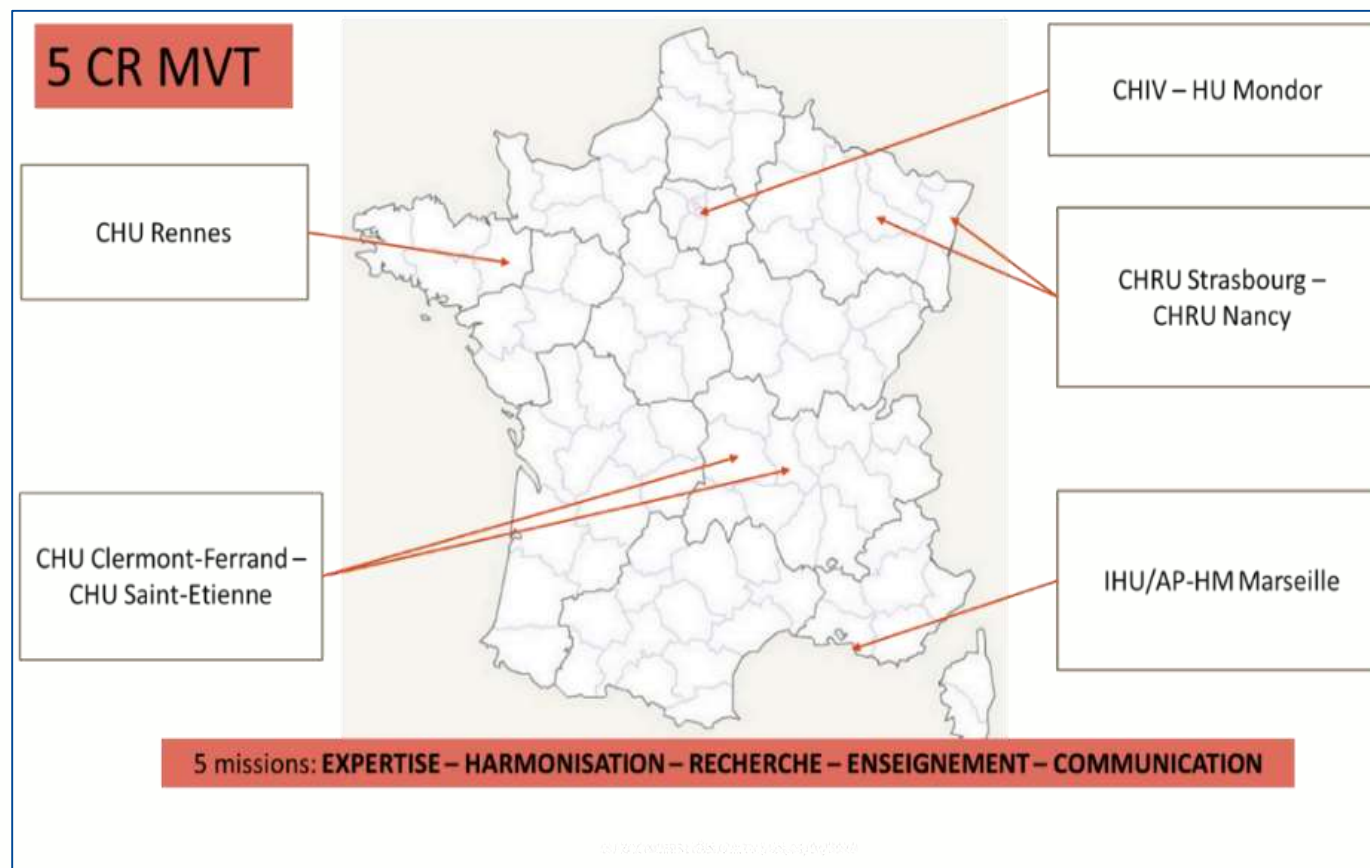 5 CR MVT
CHIV – HU Mondor
CHU Rennes
CHRU Strasbourg –
CHRU Nancy
CHU Clermont-Ferrand –
CHU Saint-Etienne
IHU/AP-HM Marseille
5 missions: EXPERTISE – HARMONISATION – RECHERCHE – ENSEIGNEMENT – COMMUNICATION